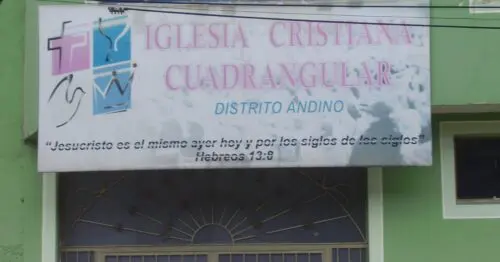 IGLESIA CRISTIANA
CUADRANGULAR
DISTRITO ANDINO
"Jesucristo es el mismo ayer hoy y por los siglos de los siglos"
Hebreos 13:8